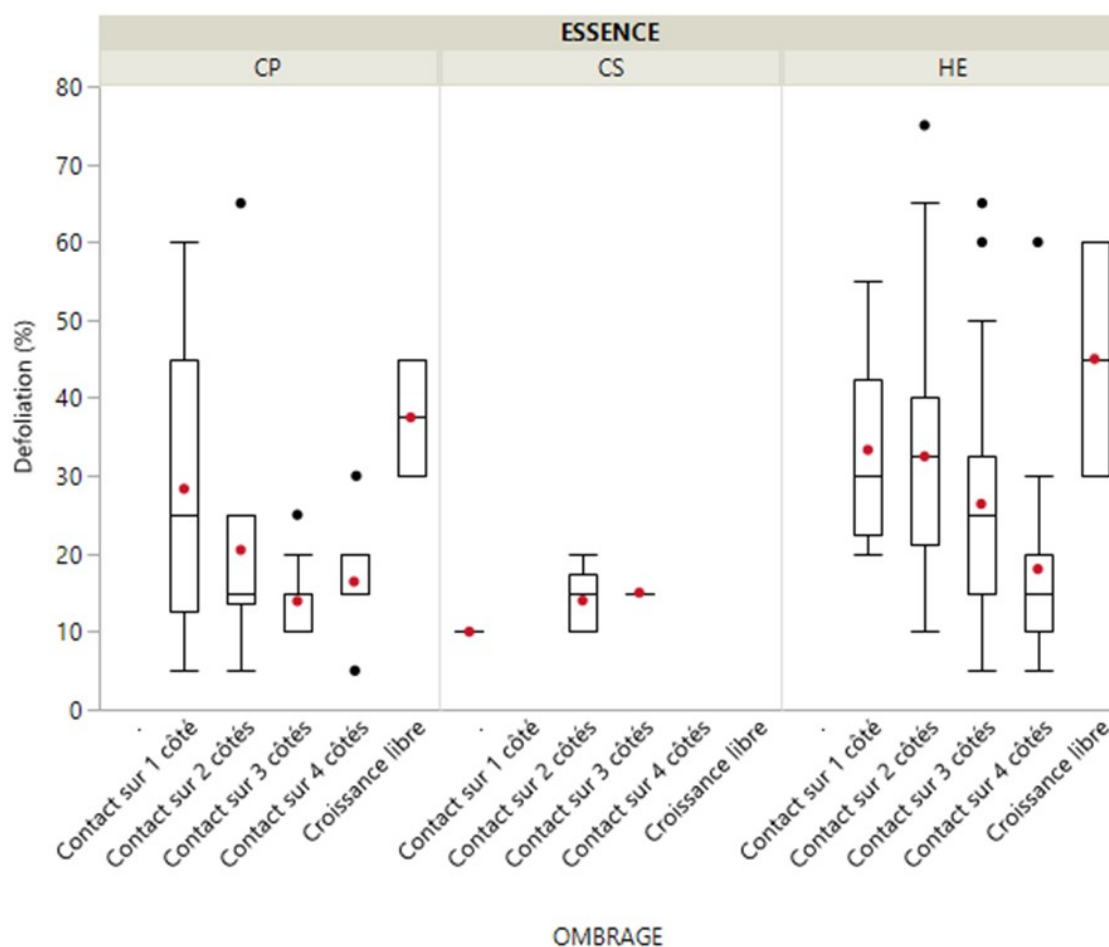 ESSENCE
CP
CS
HE
80
70
60
50
40
30
20
10
0
Defoliation (%)
.
Contact sur 1 côté
Contact sur 2 côtés
Contact sur 3 côtés
Contact sur 4 côtés
Croissance libre
.
Contact sur 1 côté
Contact sur 2 côtés
Contact sur 3 côtés
Contact sur 4 côtés
Croissance libre
.
Contact sur 1 côté
Contact sur 2 côtés
Contact sur 3 côtés
Contact sur 4 côtés
Croissance libre
OMBRAGE